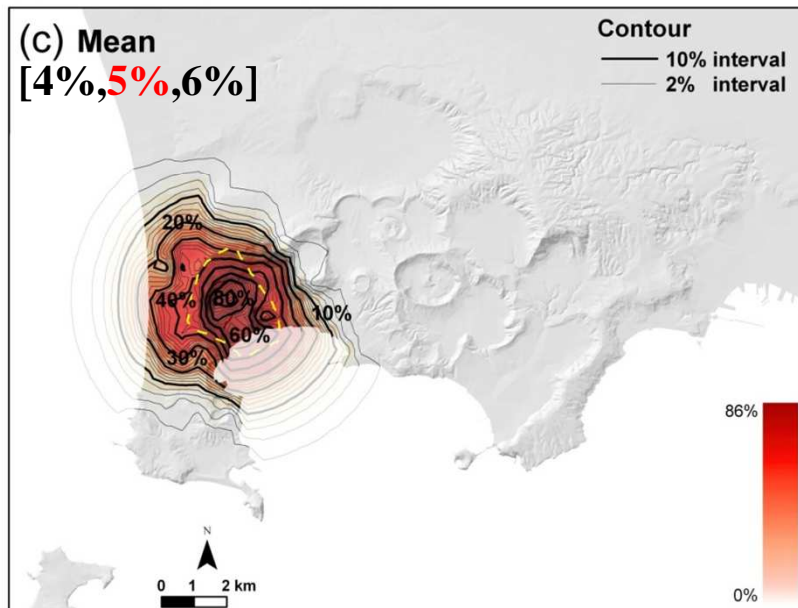 (c) Mean
[4%,5%,6%]
Contour
10% interval
2% interval
20%
40%
80%
10%
60%
30%
86%
0%
N
0 1 2 km